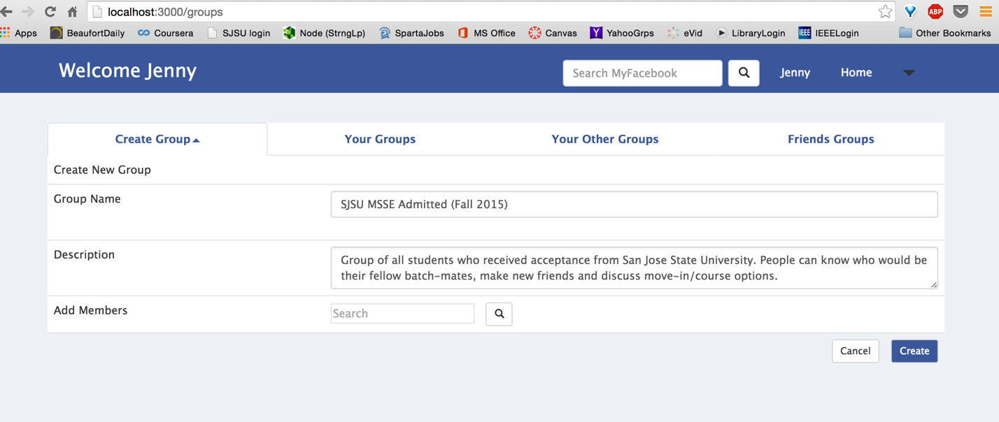 localhost:3000/groups
ABP
Apps BeaufortDaily Coursera SJSU login Node (StrngLp) SpartaJobs MS Office Canvas Y YahooGrps eVid LibraryLogin IEEE IEEELogin Other Bookmarks
Welcome Jenny Search MyFacebook Jenny Home
Create Group Your Groups Your Other Groups Friends Groups
Create New Group
Group Name SJSU MSSE Admitted (Fall 2015)
Description Group of all students who received acceptance from San Jose State University. People can know who would be
their fellow batch-mates, make new friends and discuss move-in/course options.
Add Members Search
Cancel Create